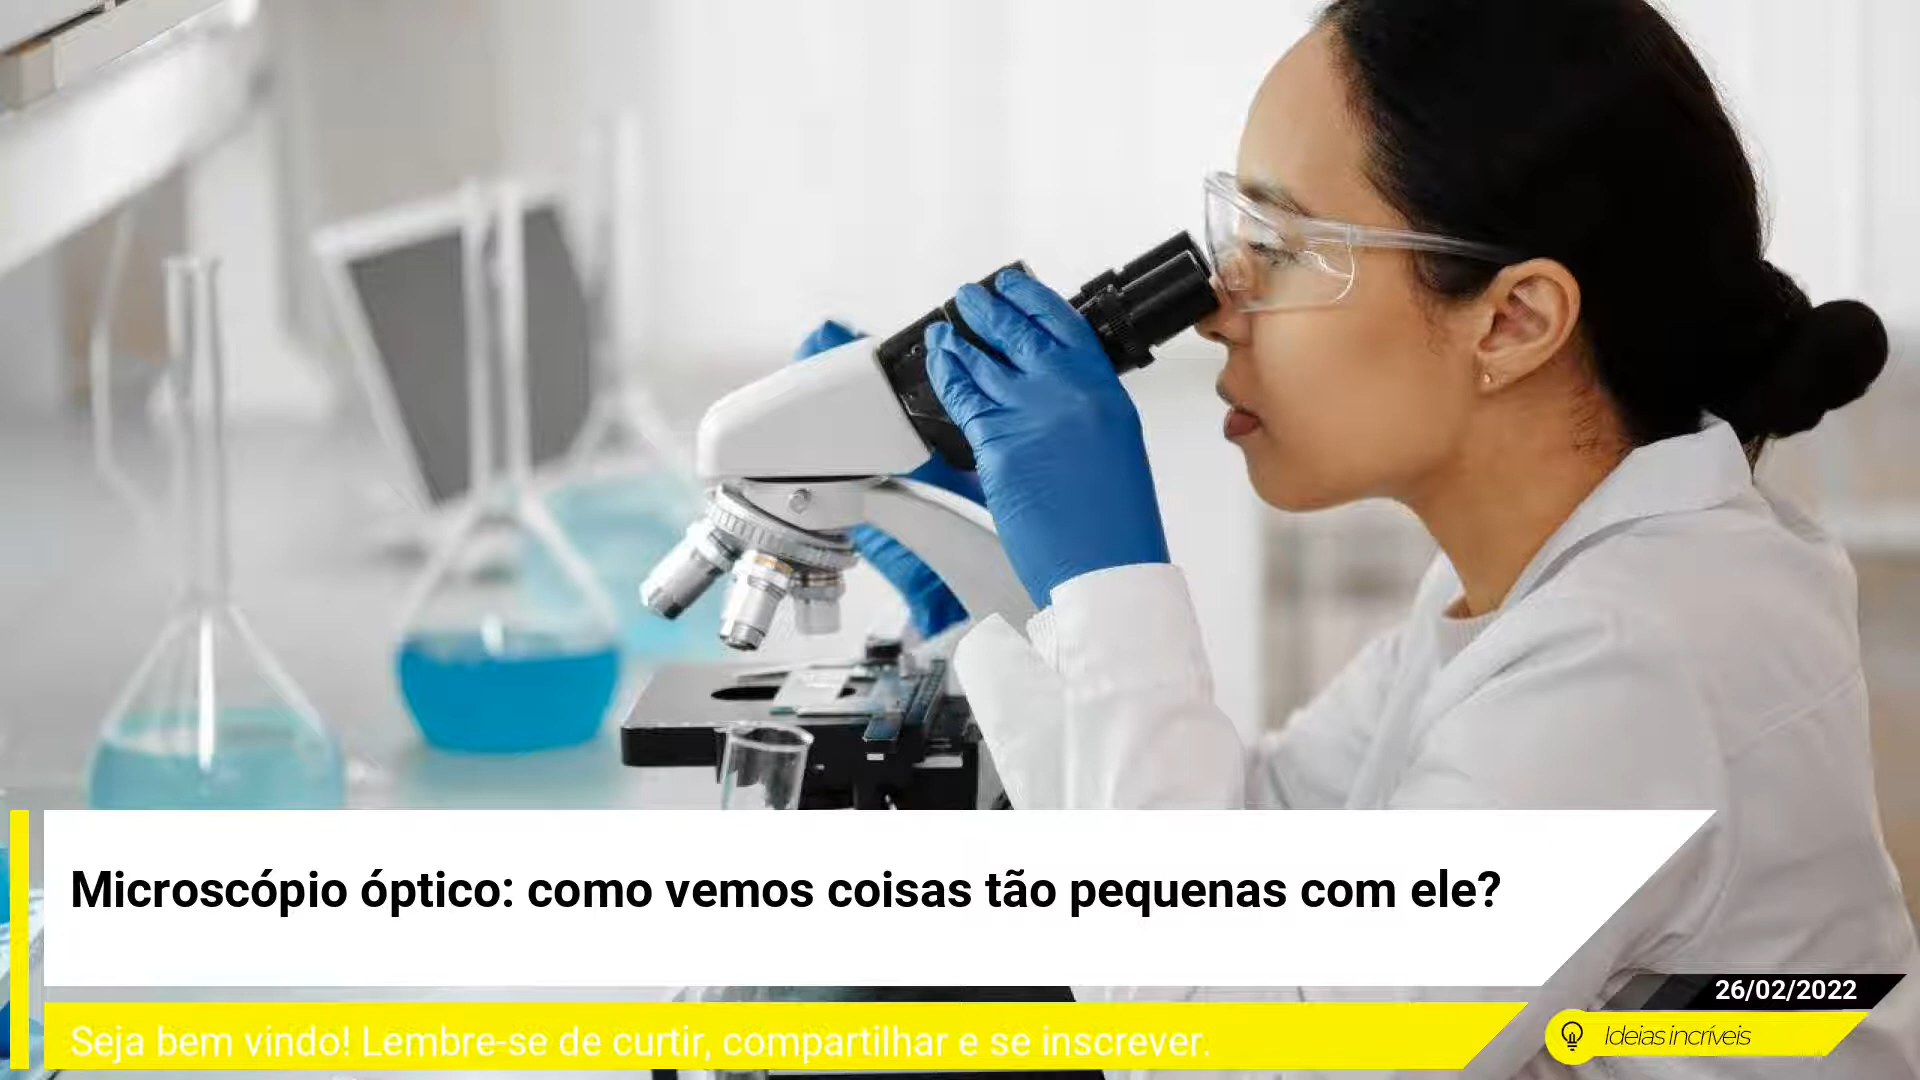 Microscópio óptico: como vemos coisas tão pequenas com ele?
26/02/2022
Seja bem vindo! Lembre-se de curtir, compartilhar e se inscrever.
Ideias incríveis